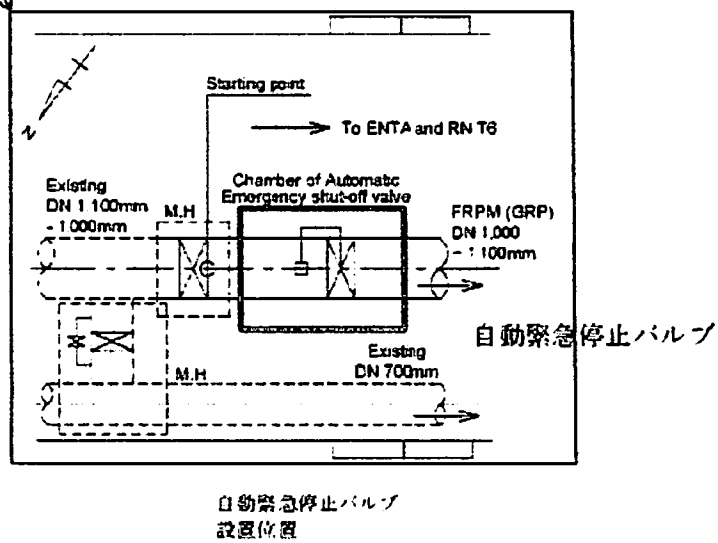 Starting point
To ENTA and RN T6
Chamber of Automatic
Emergency shut-off valve
Existing
DN 1 100mm
- 1 000mm
M.H
FRPM (GRP)
DN 1,000
- 1 100mm
自動緊急停止バルブ
Existing
DN 700mm
M.H
N
自動緊急停止バルブ
設置位置